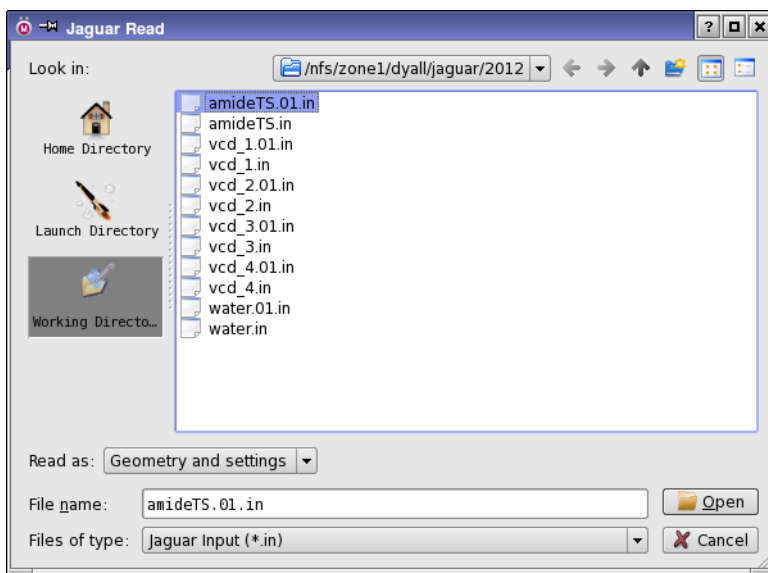 Jaguar Read
Look in:
/nfs/zone1/dyall/jaguar/2012
Home Directory
Launch Directory
Working Directo...
amideTS.01.in
amideTS.in
vcd_1.01.in
vcd_1.in
vcd_2.01.in
vcd_2.in
vcd_3.01.in
vcd_3.in
vcd_4.01.in
vcd_4.in
water.01.in
water.in
Read as: Geometry and settings
File name: amideTS.01.in
Open
Files of type: Jaguar Input (*.in)
Cancel